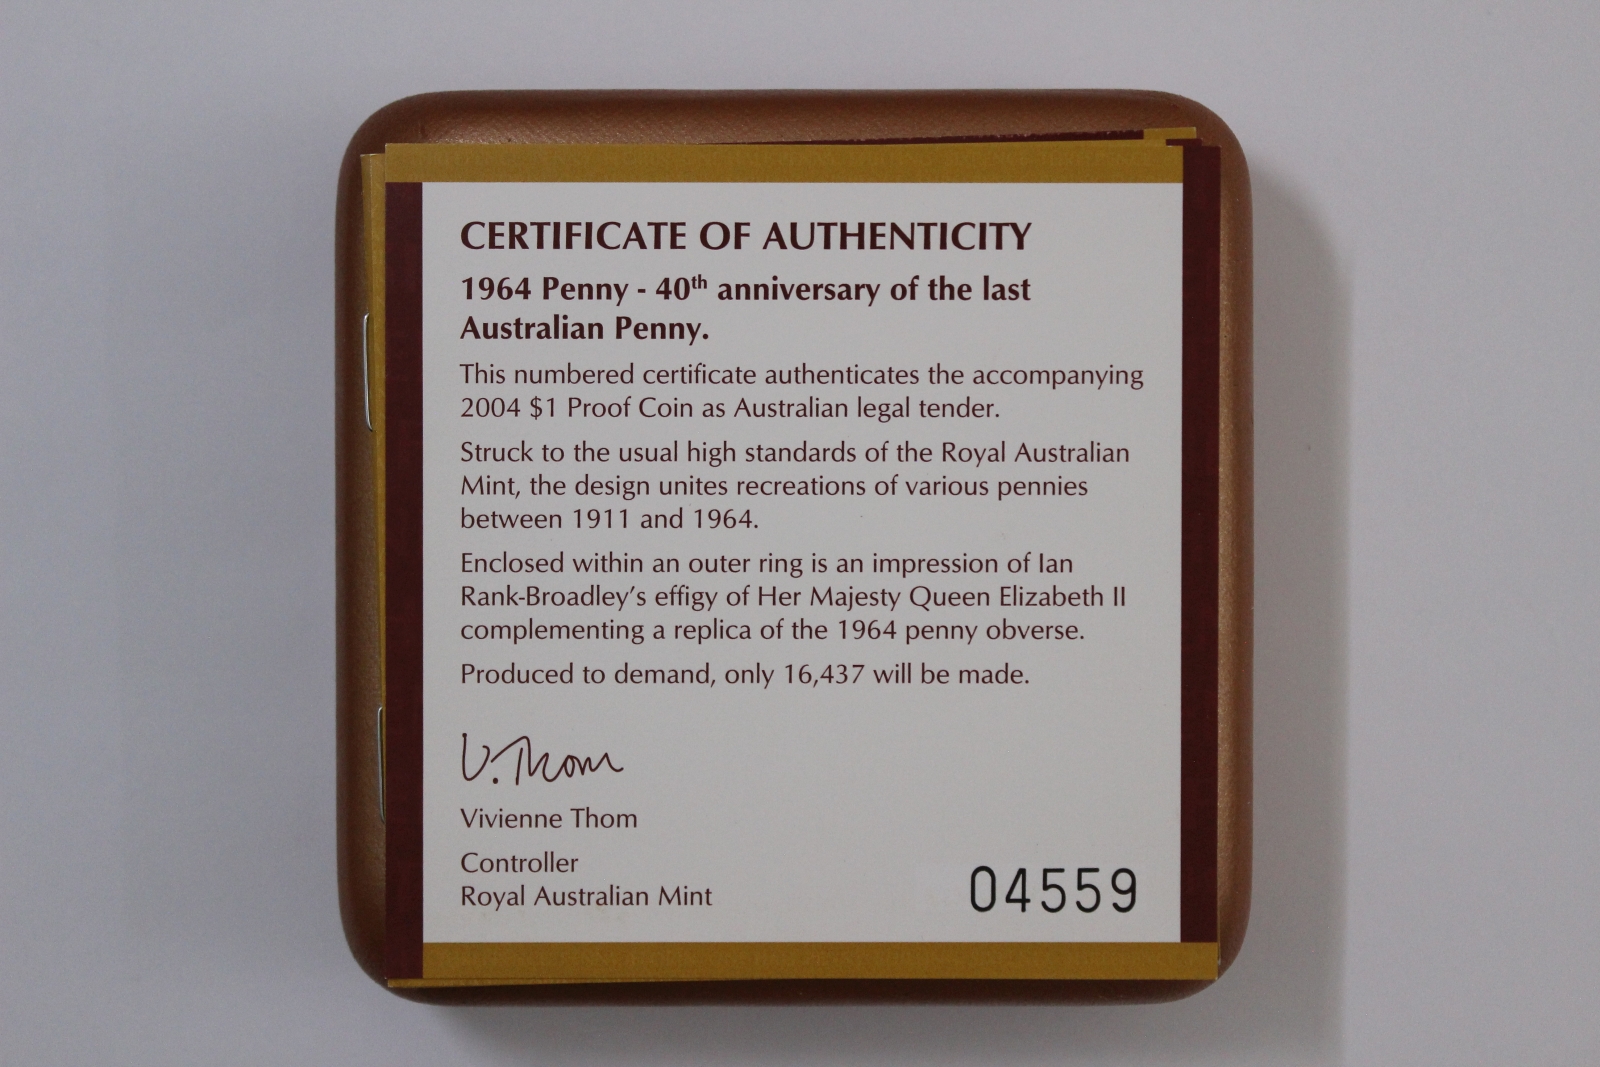 CERTIFICATE OF AUTHENTICITY
1964 Penny - 40th anniversary of the last
Australian Penny.
This numbered certificate authenticates the accompanying
2004 $1 Proof Coin as Australian legal tender.
Struck to the usual high standards of the Royal Australian
Mint, the design unites recreations of various pennies
between 1911 and 1964.
Enclosed within an outer ring is an impression of Ian
Rank-Broadley's effigy of Her Majesty Queen Elizabeth II
complementing a replica of the 1964 penny obverse.
Produced to demand, only 16,437 will be made.
V. Thom
Vivienne Thom
Controller
Royal Australian Mint
04559